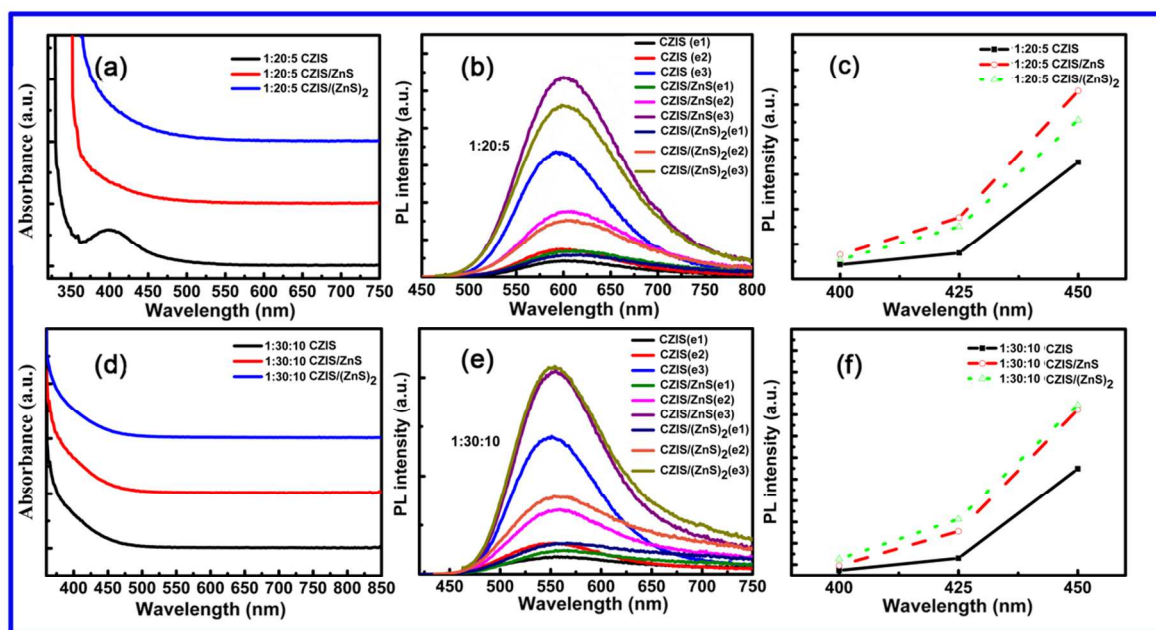 (a)
1:20:5 CZIS
1:20:5 CZIS/ZnS
1:20:5 CZIS/(ZnS)2
Absorbance (a.u.)
350 400 450 500 550 600 650 700 750
Wavelength (nm)
(b)
CZIS (e1)
CZIS (e2)
CZIS (e3)
CZIS/ZnS(e1)
CZIS/ZnS(e2)
CZIS/ZnS(e3)
CZIS/(ZnS)2(e1)
CZIS/(ZnS)2(e2)
CZIS/(ZnS)2(e3)
1:20:5
PL intensity (a.u.)
450 500 550 600 650 700 750 800
Wavelength (nm)
(c)
1:20:5 CZIS
1:20:5 CZIS/ZnS
1:20:5 CZIS/(ZnS)2
PL intensity (a.u.)
400 425 450
Wavelength (nm)
(d)
1:30:10 CZIS
1:30:10 CZIS/ZnS
1:30:10 CZIS/(ZnS)2
Absorbance (a.u.)
400 450 500 550 600 650 700 750 800 850
Wavelength (nm)
(e)
CZIS(e1)
CZIS(e2)
CZIS(e3)
CZIS/ZnS(e1)
CZIS/ZnS(e2)
CZIS/ZnS(e3)
CZIS/(ZnS)2(e1)
CZIS/(ZnS)2(e2)
CZIS/(ZnS)2(e3)
1:30:10
PL intensity (a.u.)
450 500 550 600 650 700 750
Wavelength (nm)
(f)
1:30:10 CZIS
1:30:10 CZIS/ZnS
1:30:10 CZIS/(ZnS)2
PL intensity (a.u.)
400 425 450
Wavelength (nm)